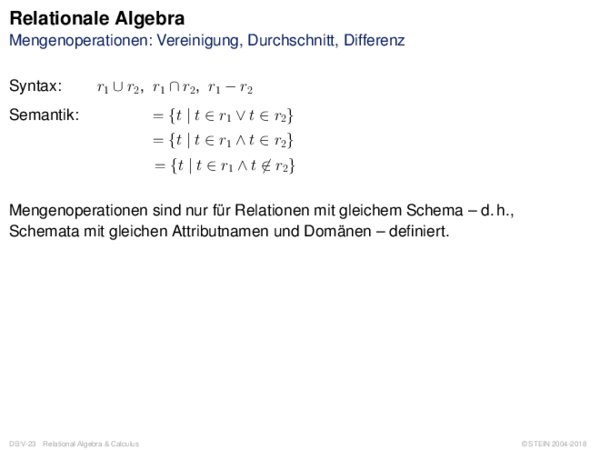 Relationale Algebra
Mengenoperationen: Vereinigung, Durchschnitt, Differenz
Syntax: r₁ ∪ r₂, r₁ ∩ r₂, r₁ − r₂
Semantik: = {t | t ∈ r₁ ∨ t ∈ r₂}
= {t | t ∈ r₁ ∧ t ∈ r₂}
= {t | t ∈ r₁ ∧ t ∉ r₂}
Mengenoperationen sind nur für Relationen mit gleichem Schema – d. h.,
Schemata mit gleichen Attributnamen und Domänen – definiert.
DB:V-23 Relational Algebra & Calculus © STEIN 2004-2018